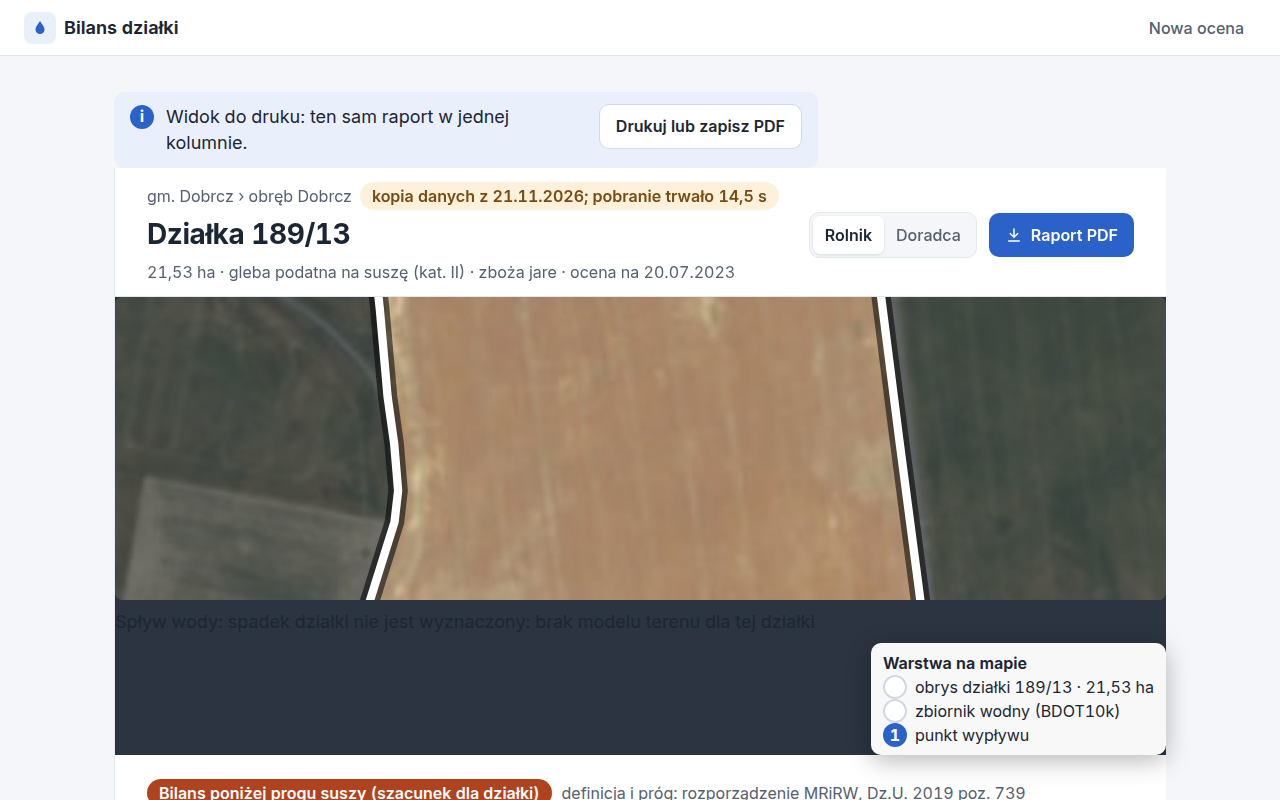 Bilans działki
Nowa ocena
i
Widok do druku: ten sam raport w jednej
kolumnie.
Drukuj lub zapisz PDF
gm. Dobrcz › obręb Dobrcz
kopia danych z 21.11.2026; pobranie trwało 14,5 s
Działka 189/13
Rolnik
Doradca
Raport PDF
21,53 ha · gleba podatna na suszę (kat. II) · zboża jare · ocena na 20.07.2023
Spływ wody: spadek działki nie jest wyznaczony: brak modelu terenu dla tej działki
Warstwa na mapie
obrys działki 189/13 · 21,53 ha
zbiornik wodny (BDOT10k)
1 punkt wypływu
Bilans poniżej progu suszy (szacunek dla działki)
definicja i próg: rozporządzenie MRiRW, Dz.U. 2019 poz. 739